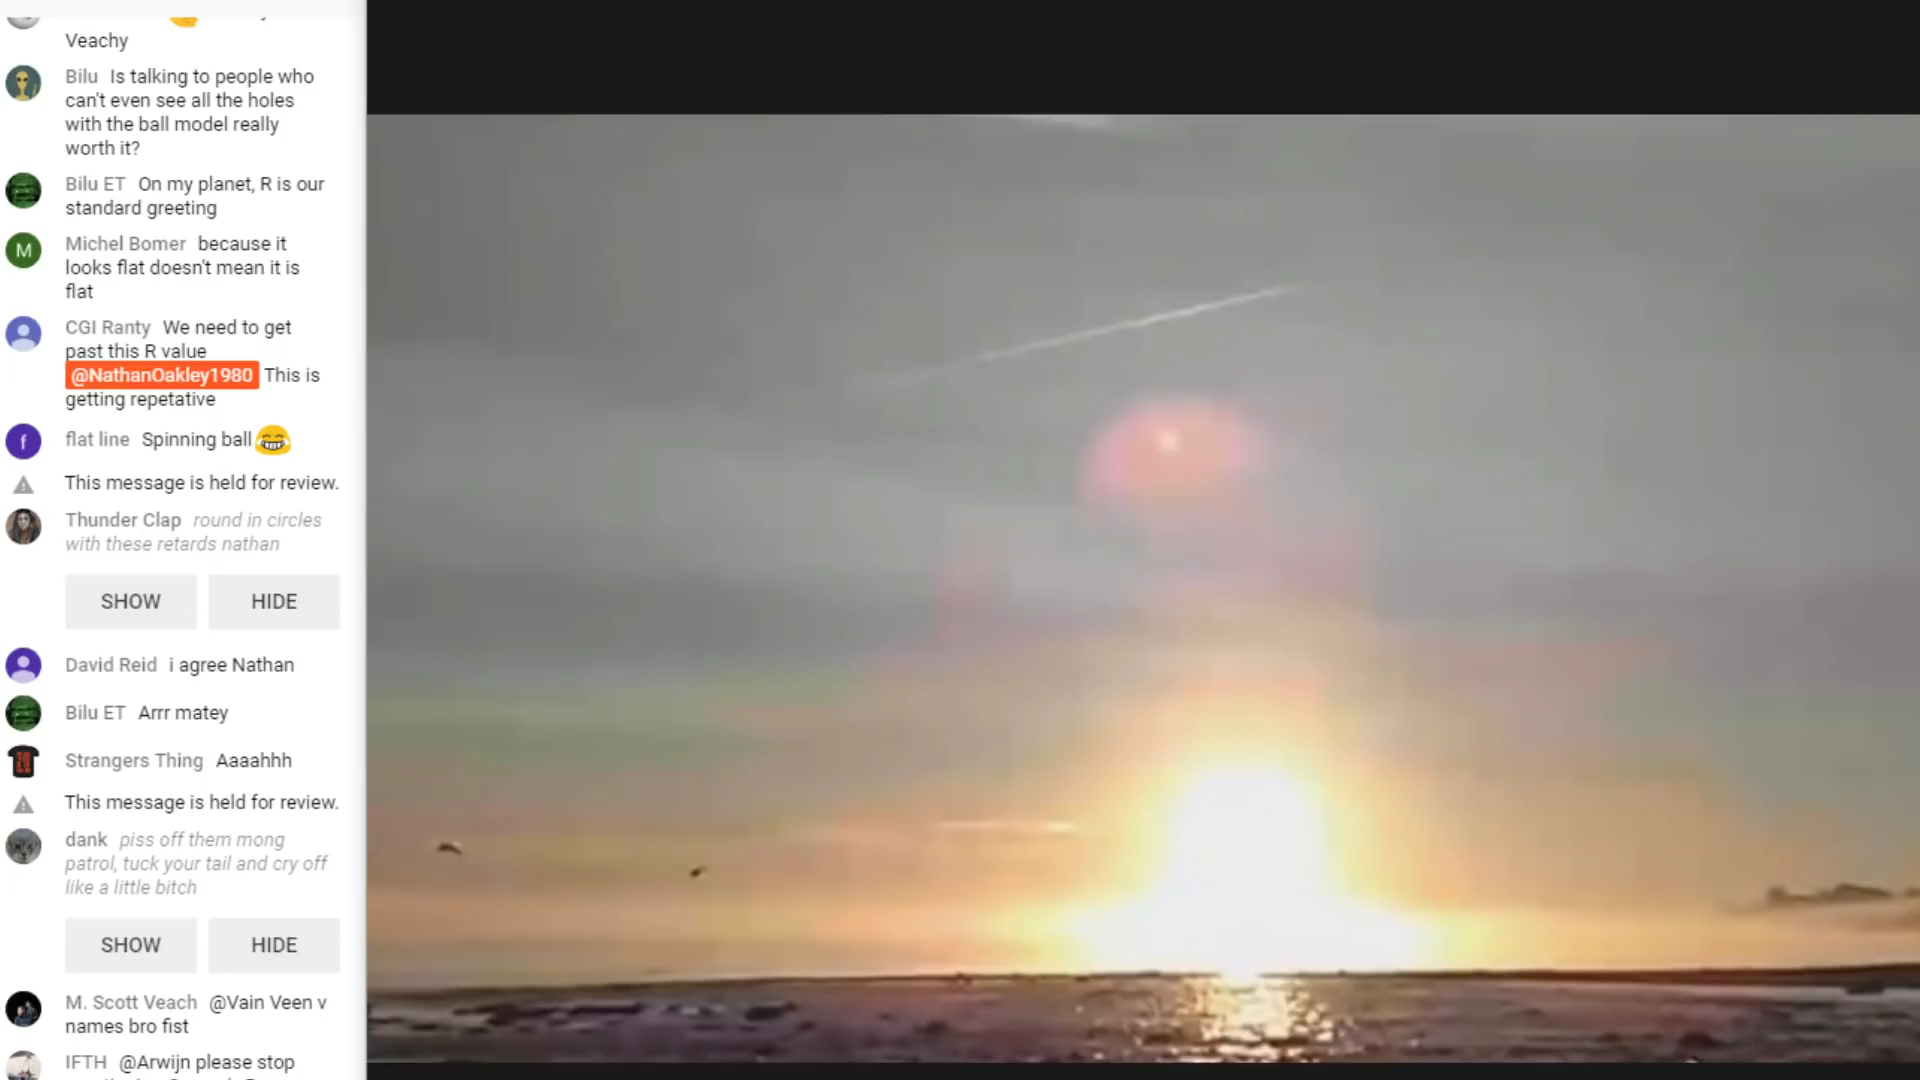 Veachy
Bilu Is talking to people who
can't even see all the holes
with the ball model really
worth it?
Bilu ET On my planet, R is our
standard greeting
M
Michel Bomer because it
looks flat doesn't mean it is
flat
CGI Ranty We need to get
past this R value
@NathanOakley1980 This is
getting repetative
f
flat line Spinning ball
This message is held for review.
Thunder Clap round in circles
with these retards nathan
SHOW HIDE
David Reid i agree Nathan
Bilu ET Arrr matey
Strangers Thing Aaaahhh
This message is held for review.
dank piss off them mong
patrol, tuck your tail and cry off
like a little bitch
SHOW HIDE
M. Scott Veach @Vain Veen v
names bro fist
IFTH @Arwijn please stop